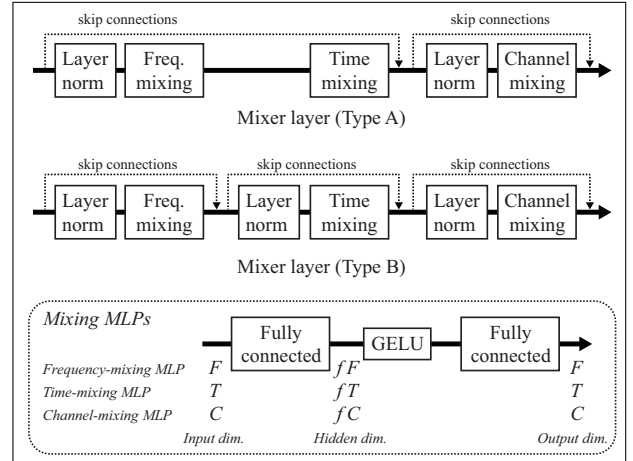 skip connections skip connections
Layer norm Freq. mixing Time mixing Layer norm Channel mixing
Mixer layer (Type A)
skip connections skip connections skip connections
Layer norm Freq. mixing Layer norm Time mixing Layer norm Channel mixing
Mixer layer (Type B)
Mixing MLPs
Fully connected GELU Fully connected
Frequency-mixing MLP F fF F
Time-mixing MLP T fT T
Channel-mixing MLP C fC C
Input dim. Hidden dim. Output dim.